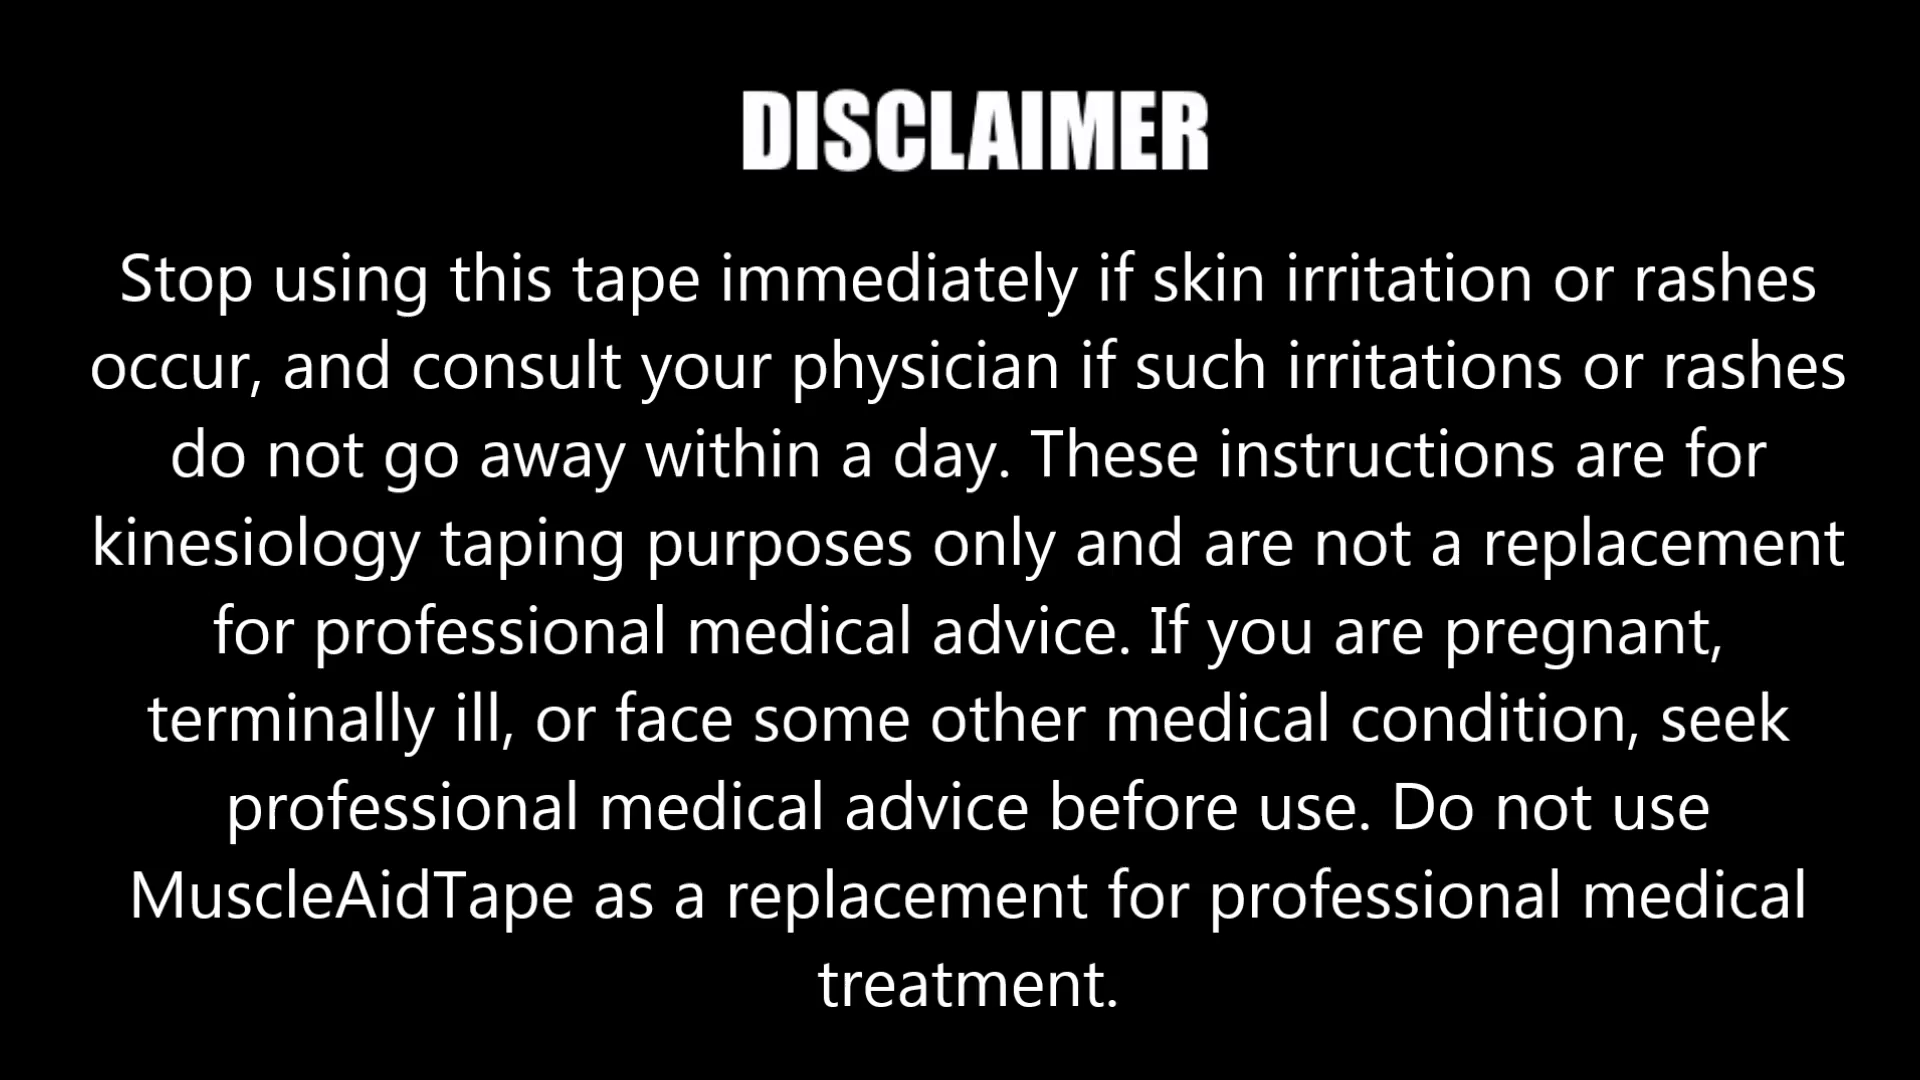 DISCLAIMER
Stop using this tape immediately if skin irritation or rashes
occur, and consult your physician if such irritations or rashes
do not go away within a day. These instructions are for
kinesiology taping purposes only and are not a replacement
for professional medical advice. If you are pregnant,
terminally ill, or face some other medical condition, seek
professional medical advice before use. Do not use
MuscleAidTape as a replacement for professional medical
treatment.